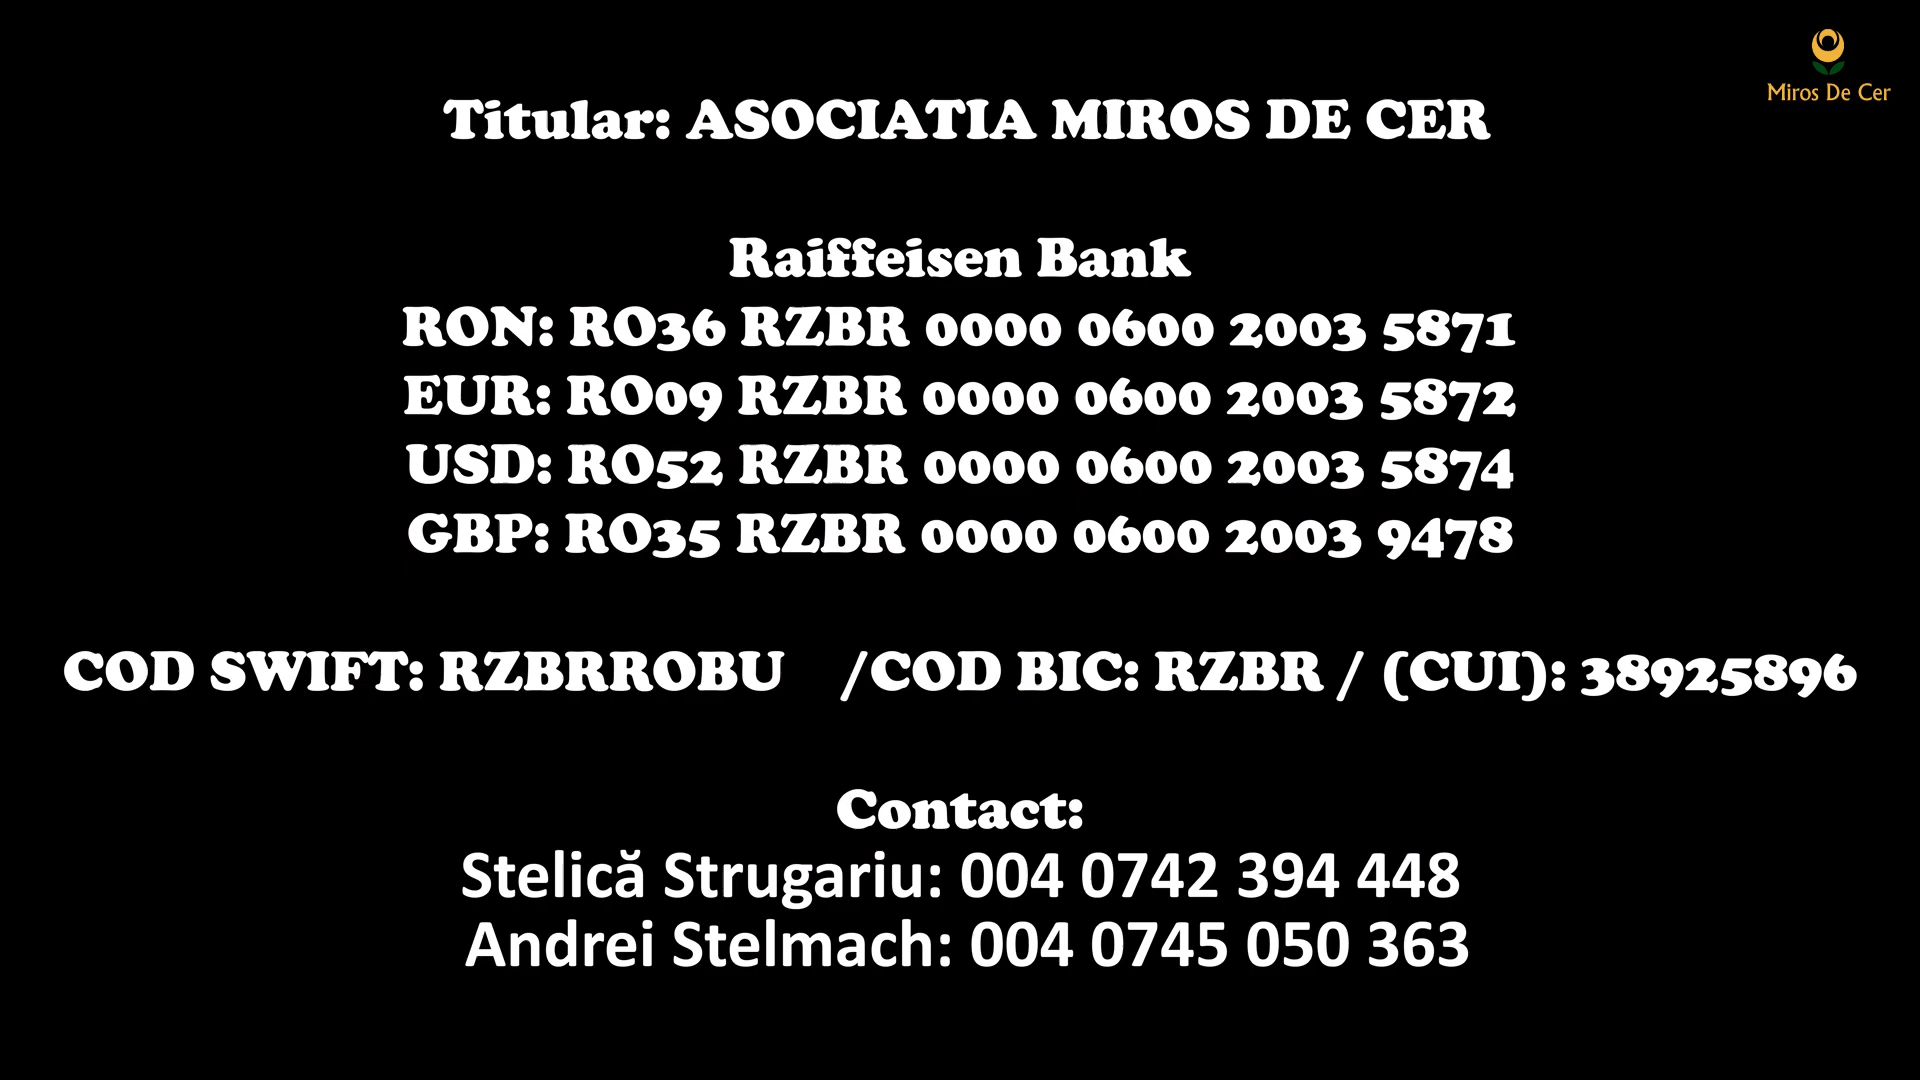 Miros De Cer
Titular: ASOCIATIA MIROS DE CER
Raiffeisen Bank
RON: RO36 RZBR 0000 0600 2003 5871
EUR: RO09 RZBR 0000 0600 2003 5872
USD: RO52 RZBR 0000 0600 2003 5874
GBP: RO35 RZBR 0000 0600 2003 9478
COD SWIFT: RZBRROBU /COD BIC: RZBR / (CUI): 38925896
Contact:
Stelică Strugariu: 004 0742 394 448
Andrei Stelmach: 004 0745 050 363